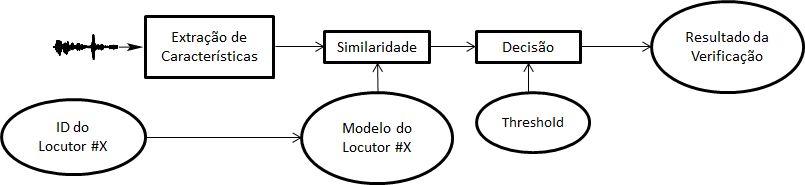 Extração de
Características
Similaridade
Decisão
Resultado da
Verificação
ID do
Locutor #X
Modelo do
Locutor #X
Threshold